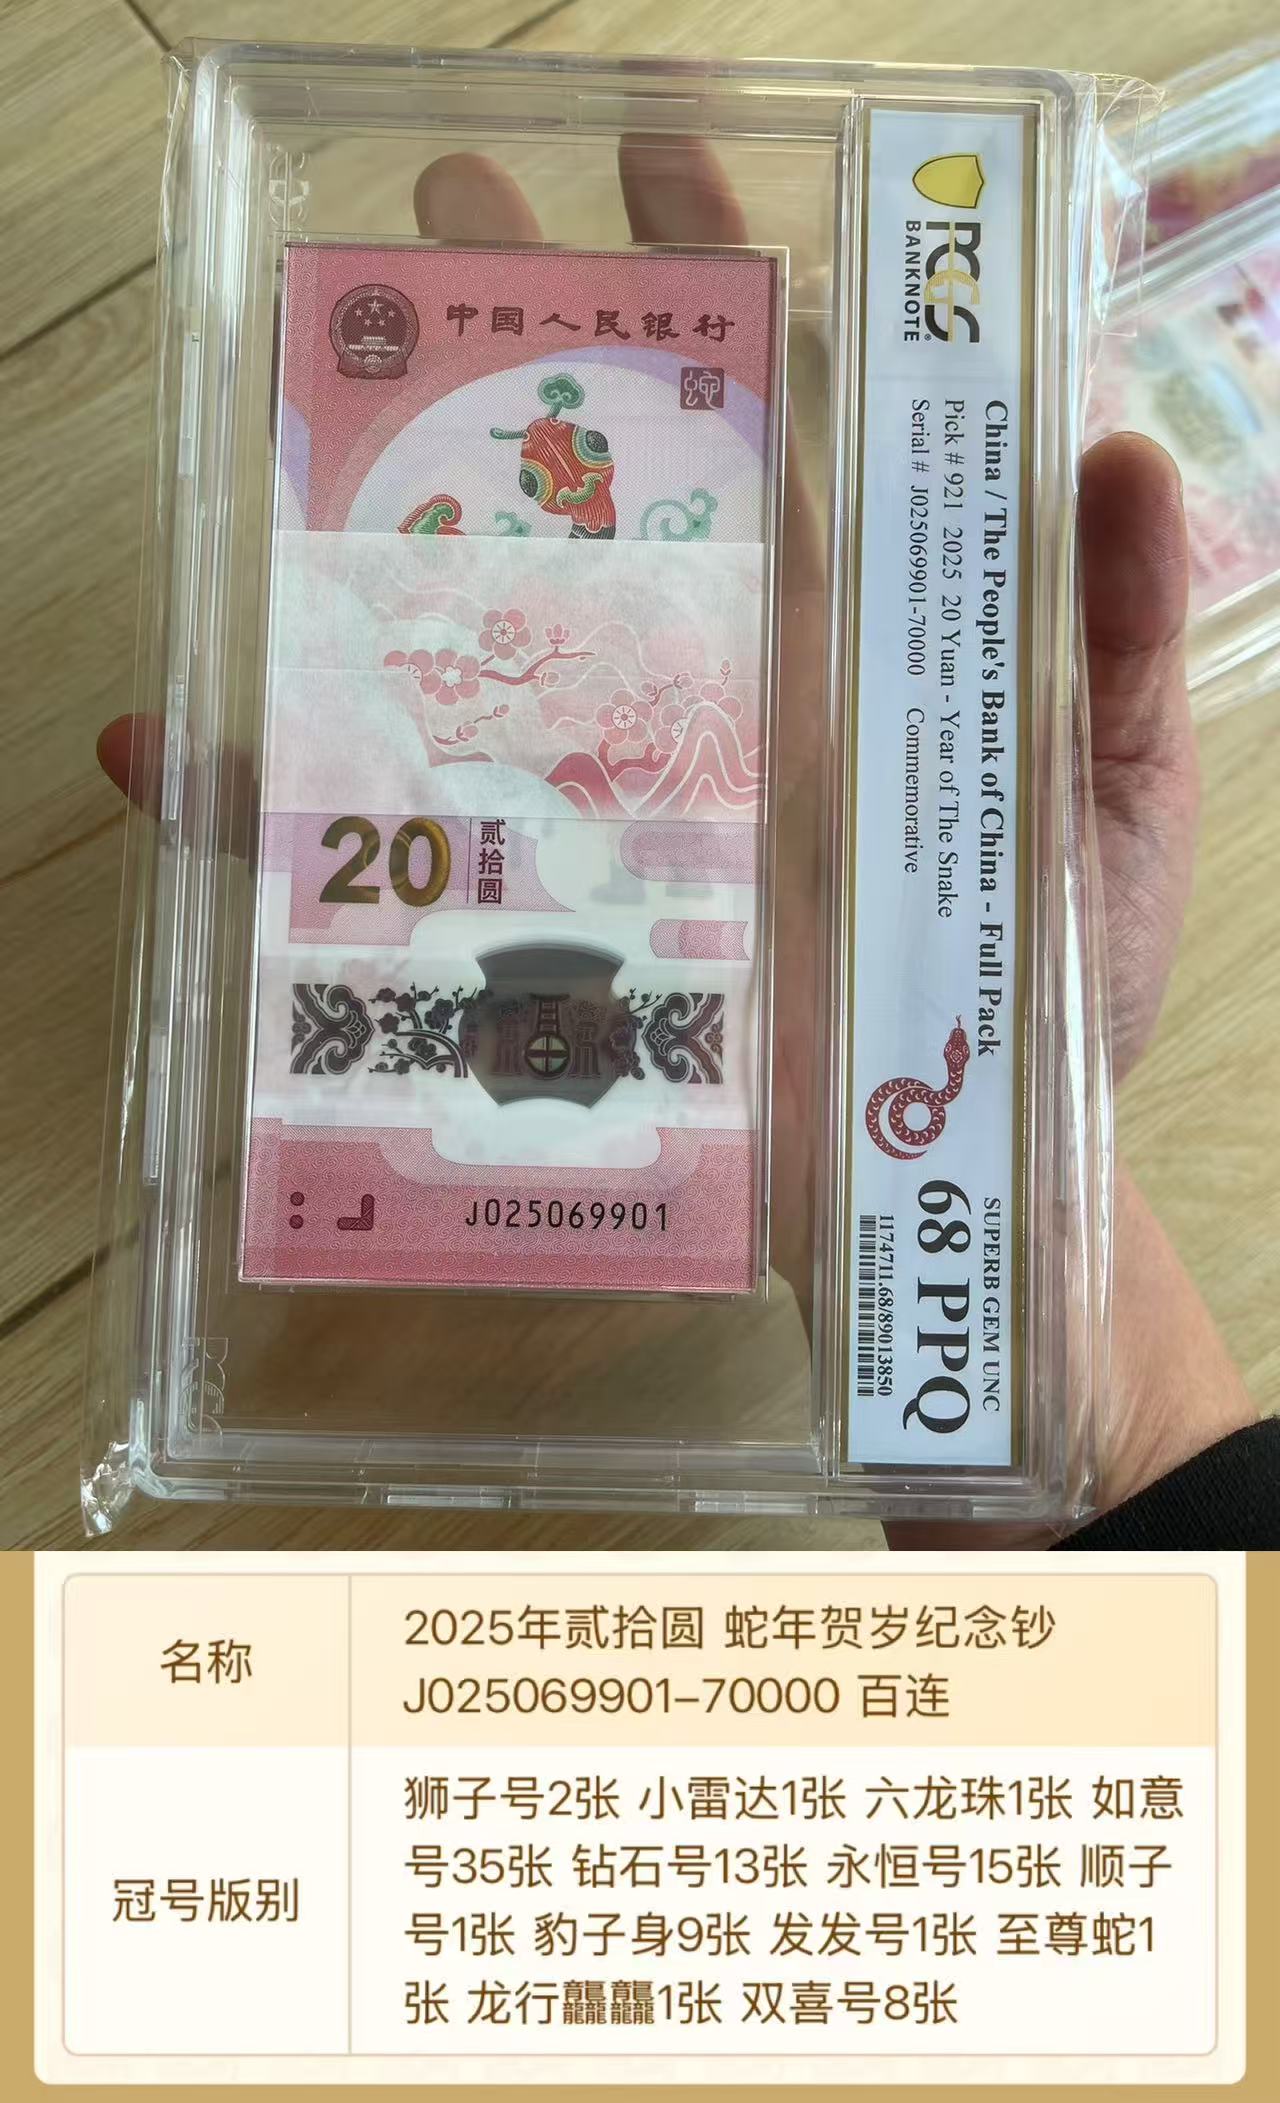 中国人民银行
蛇
20
贰拾圆
J025069901
PCGS
BANKNOTE
China / The People's Bank of China - Full Pack
Pick # 921 2025 20 Yuan - Year of The Snake
Serial # J025069901-70000 Commemorative
SUPERB GEM UNC
68 PPQ
1174711.68/89013850
名称
2025年贰拾圆 蛇年贺岁纪念钞
J025069901-70000 百连
冠号版别
狮子号2张 小雷达1张 六龙珠1张 如意
号35张 钻石号13张 永恒号15张 顺子
号1张 豹子身9张 发发号1张 至尊蛇1
张 龙行龘龘1张 双喜号8张